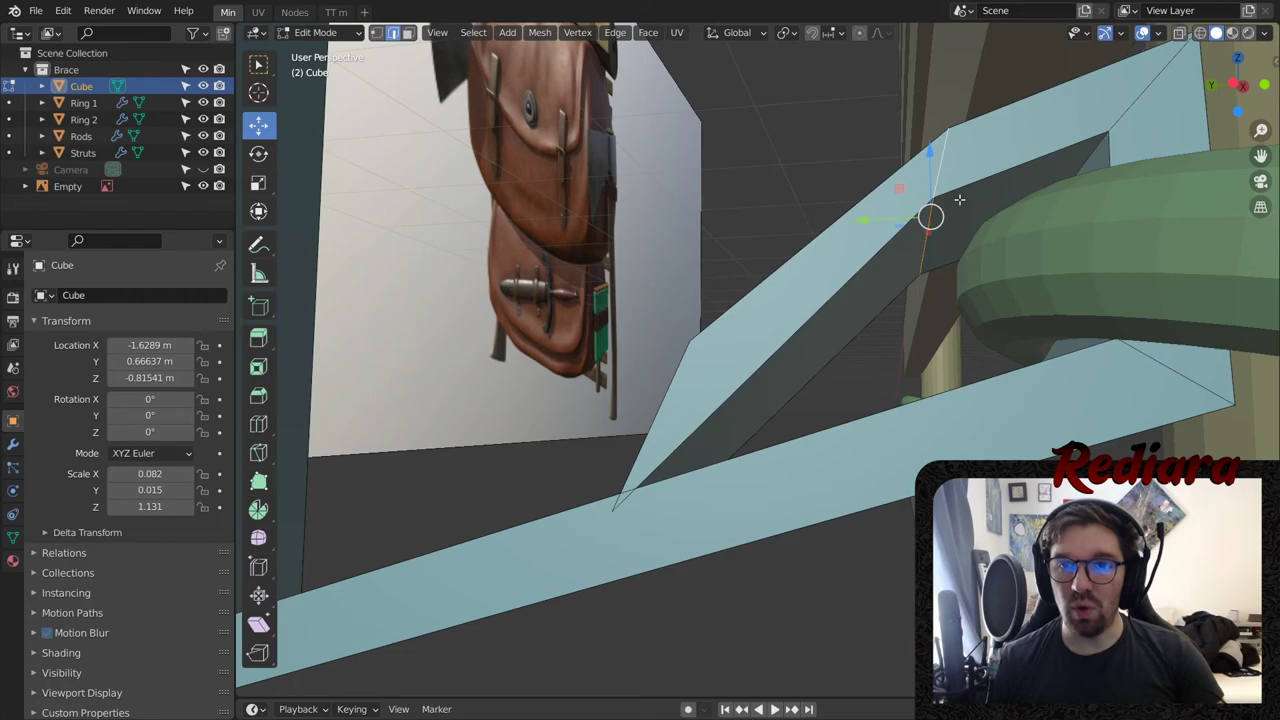 File Edit Render Window Help
Min UV Nodes TT m +
Scene
View Layer
Edit Mode
View Select Add Mesh Vertex Edge Face UV
Global
Scene Collection
Brace
Cube
Ring 1
Ring 2
Rods
Struts
Camera
Empty
User Perspective
(2) Cube
Z
Y
X
Cube
Cube
Transform
Location X -1.6289 m
Y 0.66637 m
Z -0.81541 m
Rotation X 0°
Y 0°
Z 0°
Mode XYZ Euler
Scale X 0.082
Y 0.015
Z 1.131
Delta Transform
Relations
Collections
Instancing
Motion Paths
Motion Blur
Shading
Visibility
Viewport Display
Custom Properties
Rediara
Playback Keying View Marker